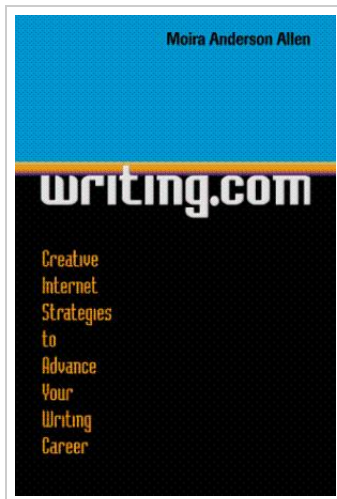 Moira Anderson Allen
writing.com
Creative
Internet
Strategies
to
Advance
Your
Writing
Career